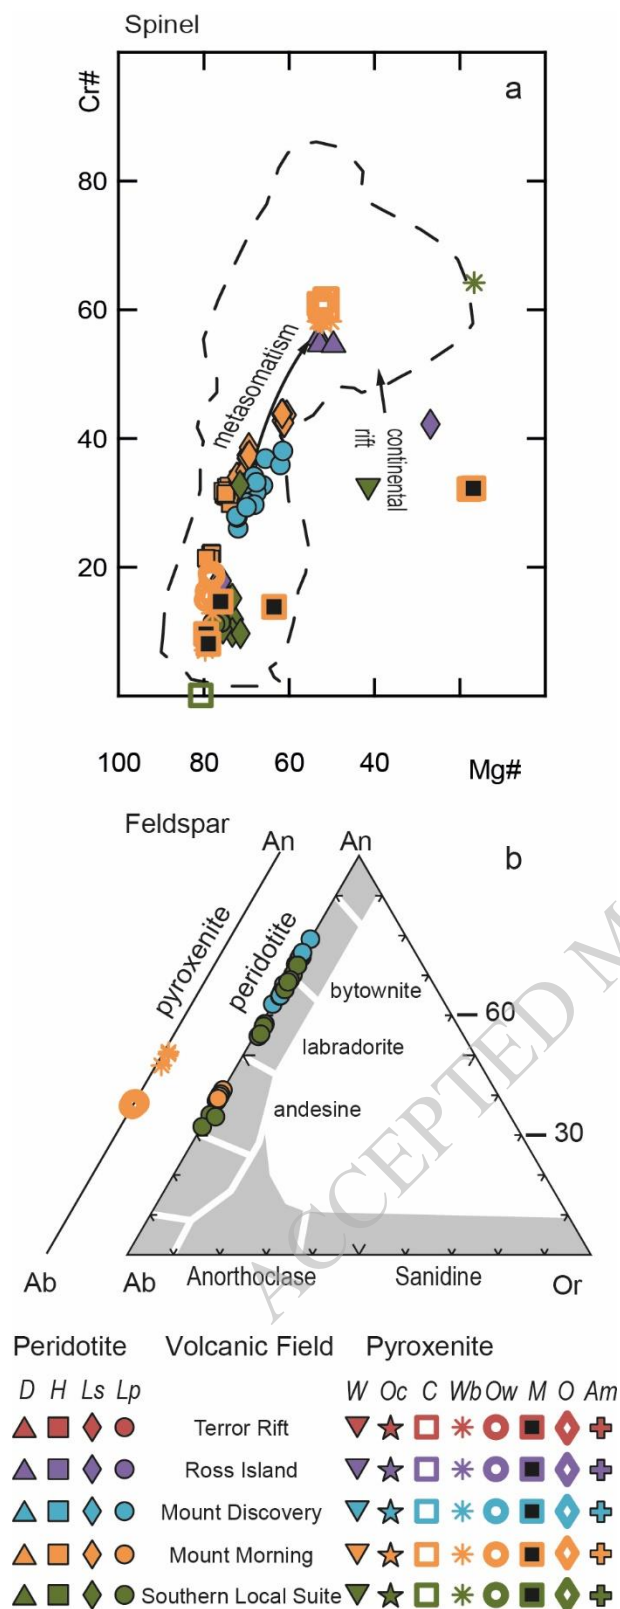 Spinel
Cr#
a
80
60
40
20
metasomatism
continental
rift
100
80
60
40
Mg#
Feldspar
b
An
An
pyroxenite
peridotite
bytownite
60
labradorite
andesine
30
Ab
Ab
Anorthoclase
Sanidine
Or
ACCEPTED M
Peridotite Volcanic Field Pyroxenite
D H Ls Lp W Oc C Wb Ow M O Am
Terror Rift
Ross Island
Mount Discovery
Mount Morning
Southern Local Suite